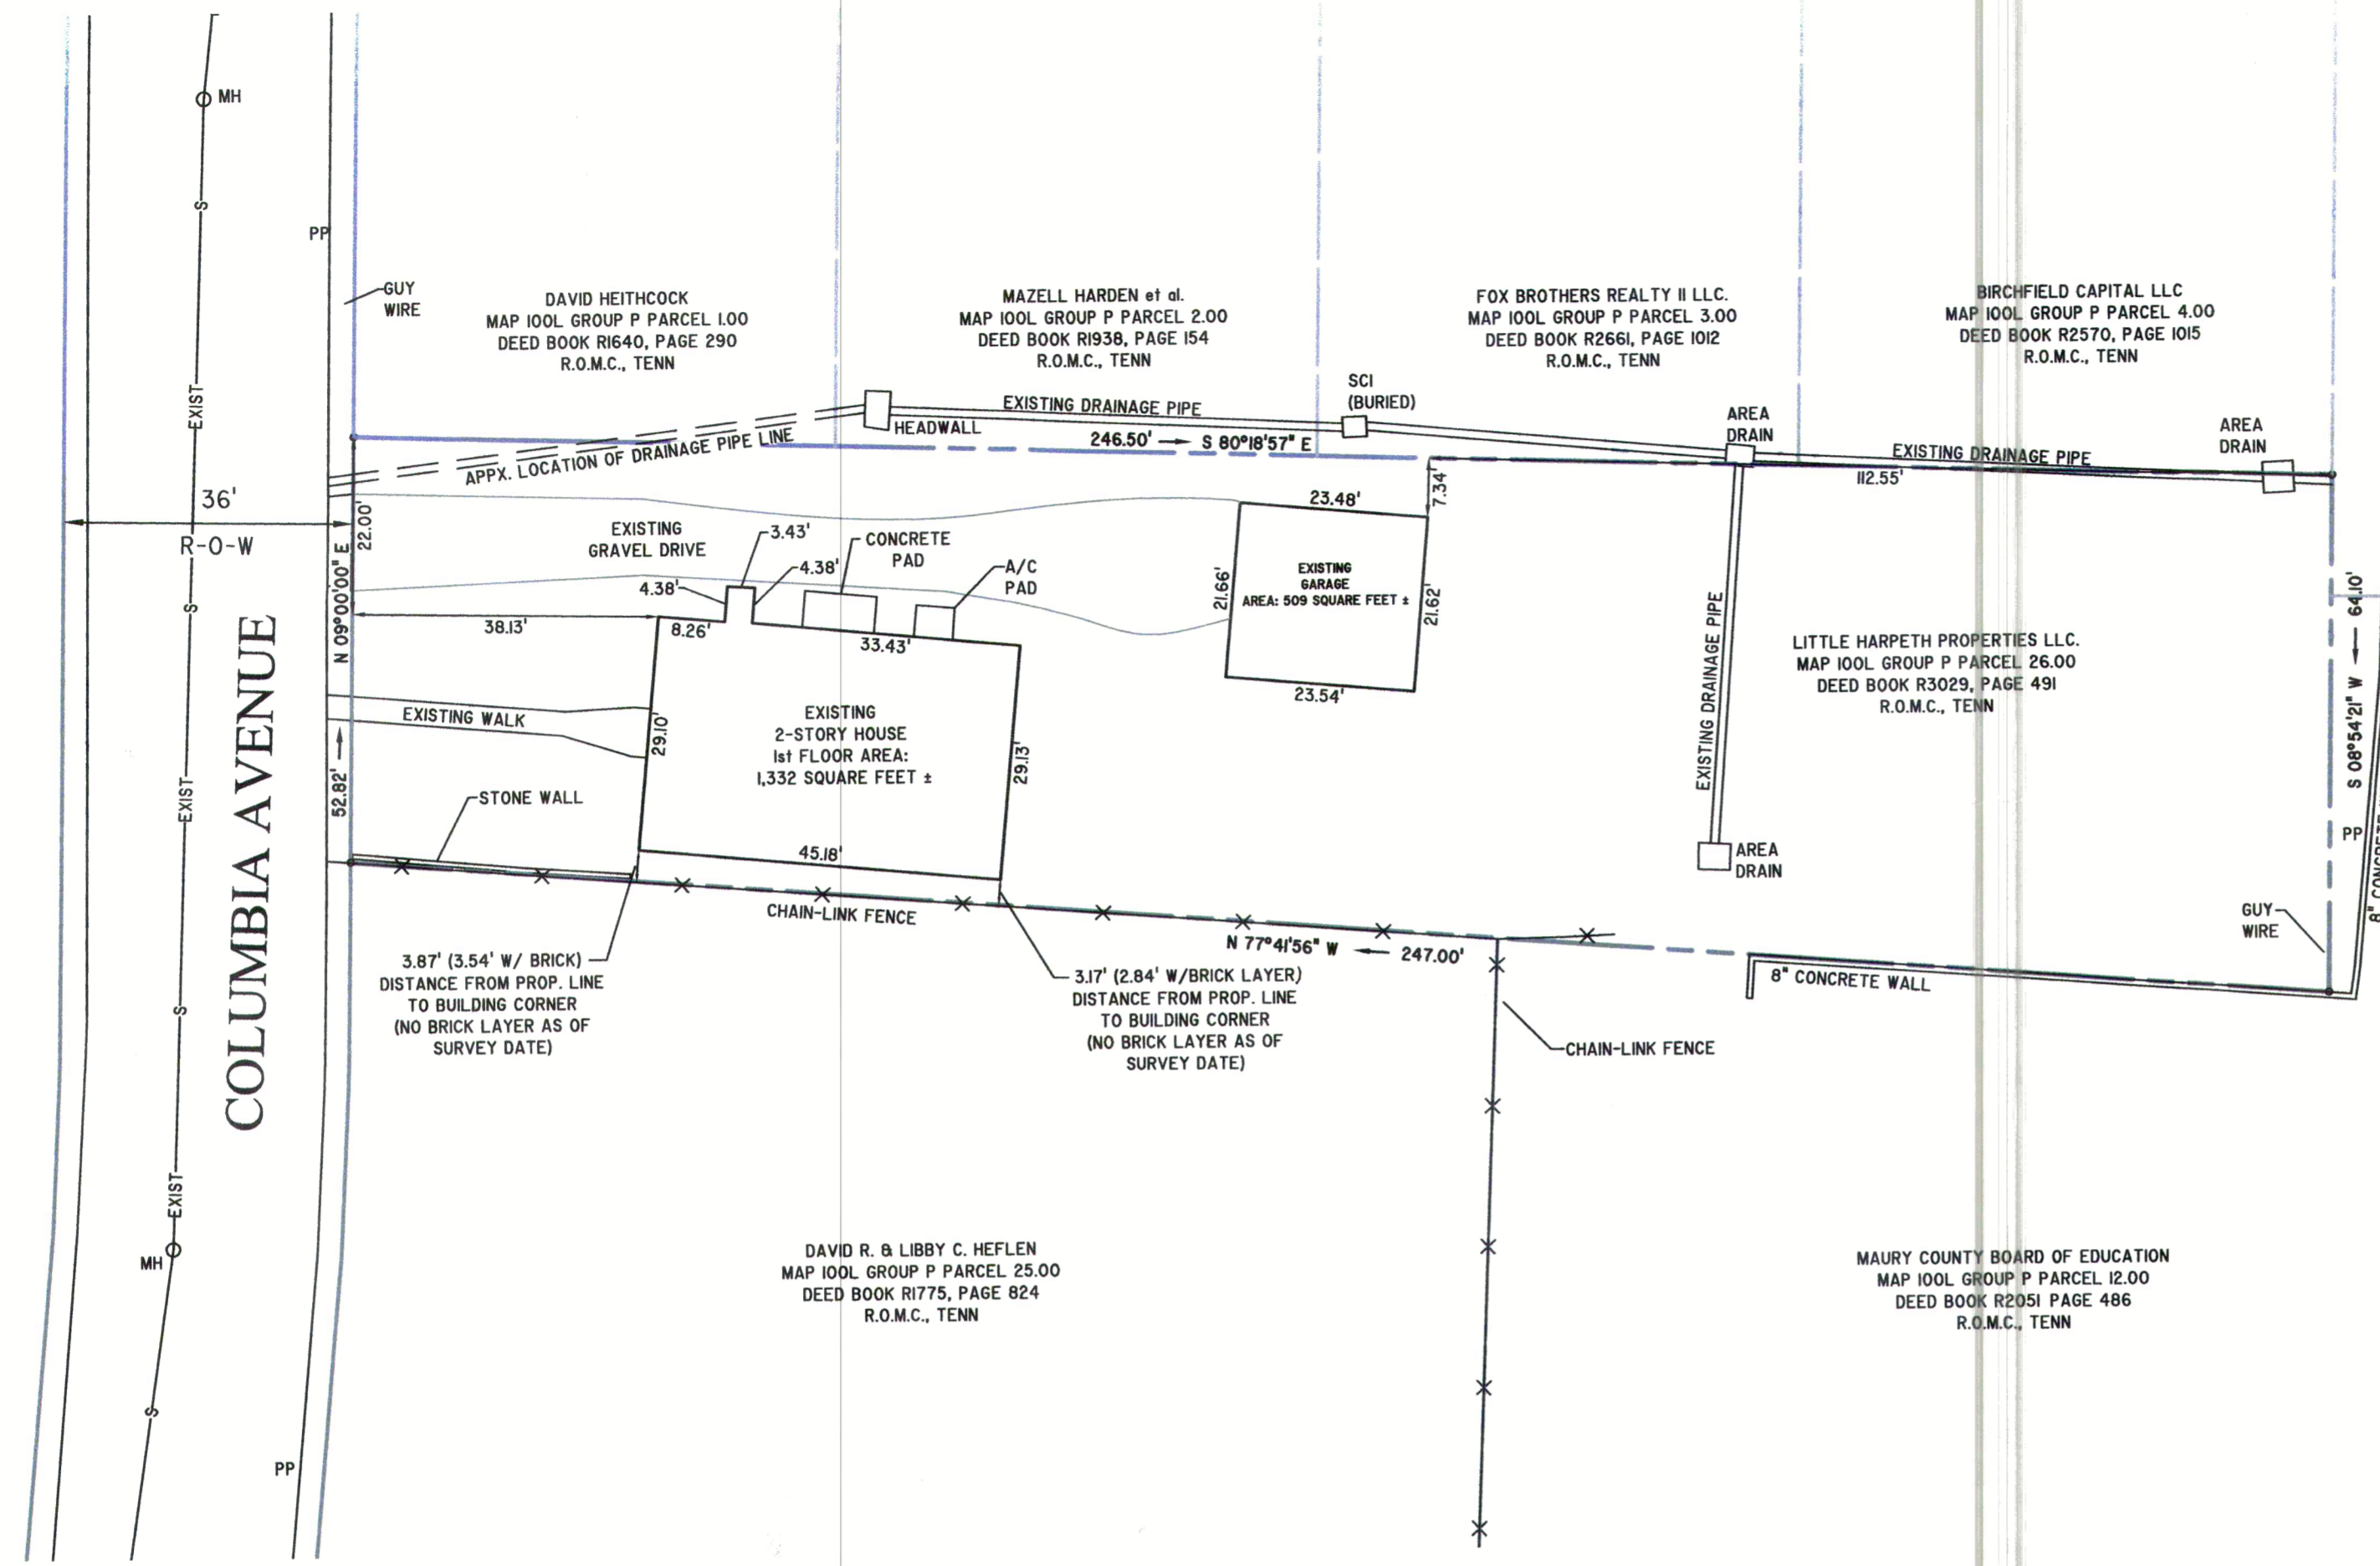 MH
S
PP
GUY
WIRE
DAVID HEITHCOCK
MAP 100L GROUP P PARCEL 1.00
DEED BOOK R1640, PAGE 290
R.O.M.C., TENN
MAZELL HARDEN et al.
MAP 100L GROUP P PARCEL 2.00
DEED BOOK R1938, PAGE 154
R.O.M.C., TENN
FOX BROTHERS REALTY II LLC.
MAP 100L GROUP P PARCEL 3.00
DEED BOOK R2661, PAGE 1012
R.O.M.C., TENN
BIRCHFIELD CAPITAL LLC
MAP 100L GROUP P PARCEL 4.00
DEED BOOK R2570, PAGE 1015
R.O.M.C., TENN
EXIST
SCI
(BURIED)
EXISTING DRAINAGE PIPE
HEADWALL
AREA
DRAIN
AREA
DRAIN
246.50' S 80°18'57" E
EXISTING DRAINAGE PIPE
APPX. LOCATION OF DRAINAGE PIPE LINE
112.55'
7.34'
36'
R-O-W
22.00'
23.48'
EXISTING
GRAVEL DRIVE
3.43'
CONCRETE
PAD
4.38'
4.38'
A/C
PAD
EXISTING
GARAGE
AREA: 509 SQUARE FEET ±
21.66'
21.62'
23.54'
N 09°00'00" E
52.82'
38.13'
8.26'
33.43'
S
64.10'
S 08°54'21" W
EXISTING DRAINAGE PIPE
LITTLE HARPETH PROPERTIES LLC.
MAP 100L GROUP P PARCEL 26.00
DEED BOOK R3029, PAGE 491
R.O.M.C., TENN
COLUMBIA AVENUE
EXISTING WALK
29.10'
EXISTING
2-STORY HOUSE
1st FLOOR AREA:
1,332 SQUARE FEET ±
29.13'
EXIST
STONE WALL
45.18'
PP
8" CONCRETE
AREA
DRAIN
CHAIN-LINK FENCE
GUY
WIRE
N 77°41'56" W 247.00'
3.87' (3.54' W/ BRICK)
DISTANCE FROM PROP. LINE
TO BUILDING CORNER
(NO BRICK LAYER AS OF
SURVEY DATE)
3.17' (2.84' W/BRICK LAYER)
DISTANCE FROM PROP. LINE
TO BUILDING CORNER
(NO BRICK LAYER AS OF
SURVEY DATE)
8" CONCRETE WALL
S
CHAIN-LINK FENCE
EXIST
MH
DAVID R. & LIBBY C. HEFLEN
MAP 100L GROUP P PARCEL 25.00
DEED BOOK R1775, PAGE 824
R.O.M.C., TENN
MAURY COUNTY BOARD OF EDUCATION
MAP 100L GROUP P PARCEL 12.00
DEED BOOK R2051 PAGE 486
R.O.M.C., TENN
S
PP